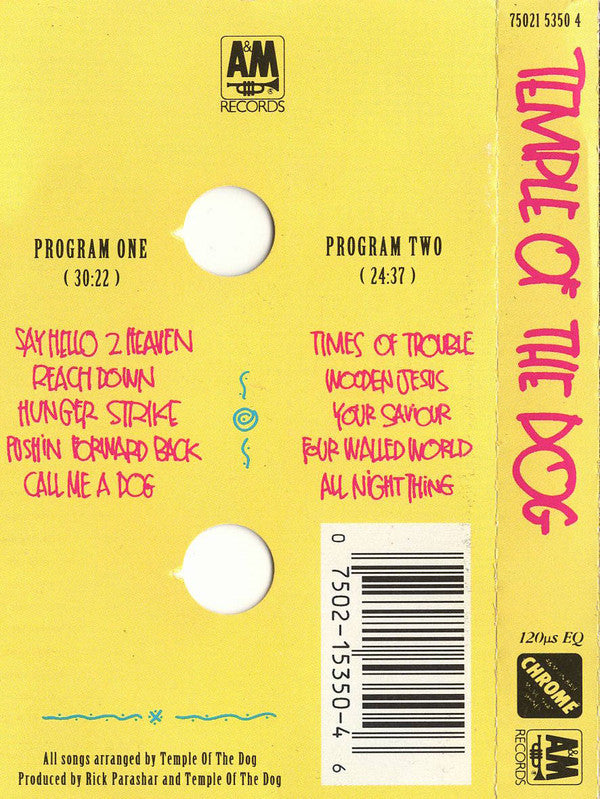 A&M
RECORDS
PROGRAM ONE
( 30:22 )
SAY HELLO 2 HEAVEN
REACH DOWN
HUNGER STRIKE
PUSHIN FORWARD BACK
CALL ME A DOG
PROGRAM TWO
( 24:37 )
TIMES OF TROUBLE
WOODEN JESUS
YOUR SAVIOUR
FOUR WALLED WORLD
ALL NIGHT THING
0 7502-15350-4 6
All songs arranged by Temple Of The Dog
Produced by Rick Parashar and Temple Of The Dog
75021 5350 4
TEMPLE OF THE DOG
120µs EQ
CHROME
A&M
RECORDS